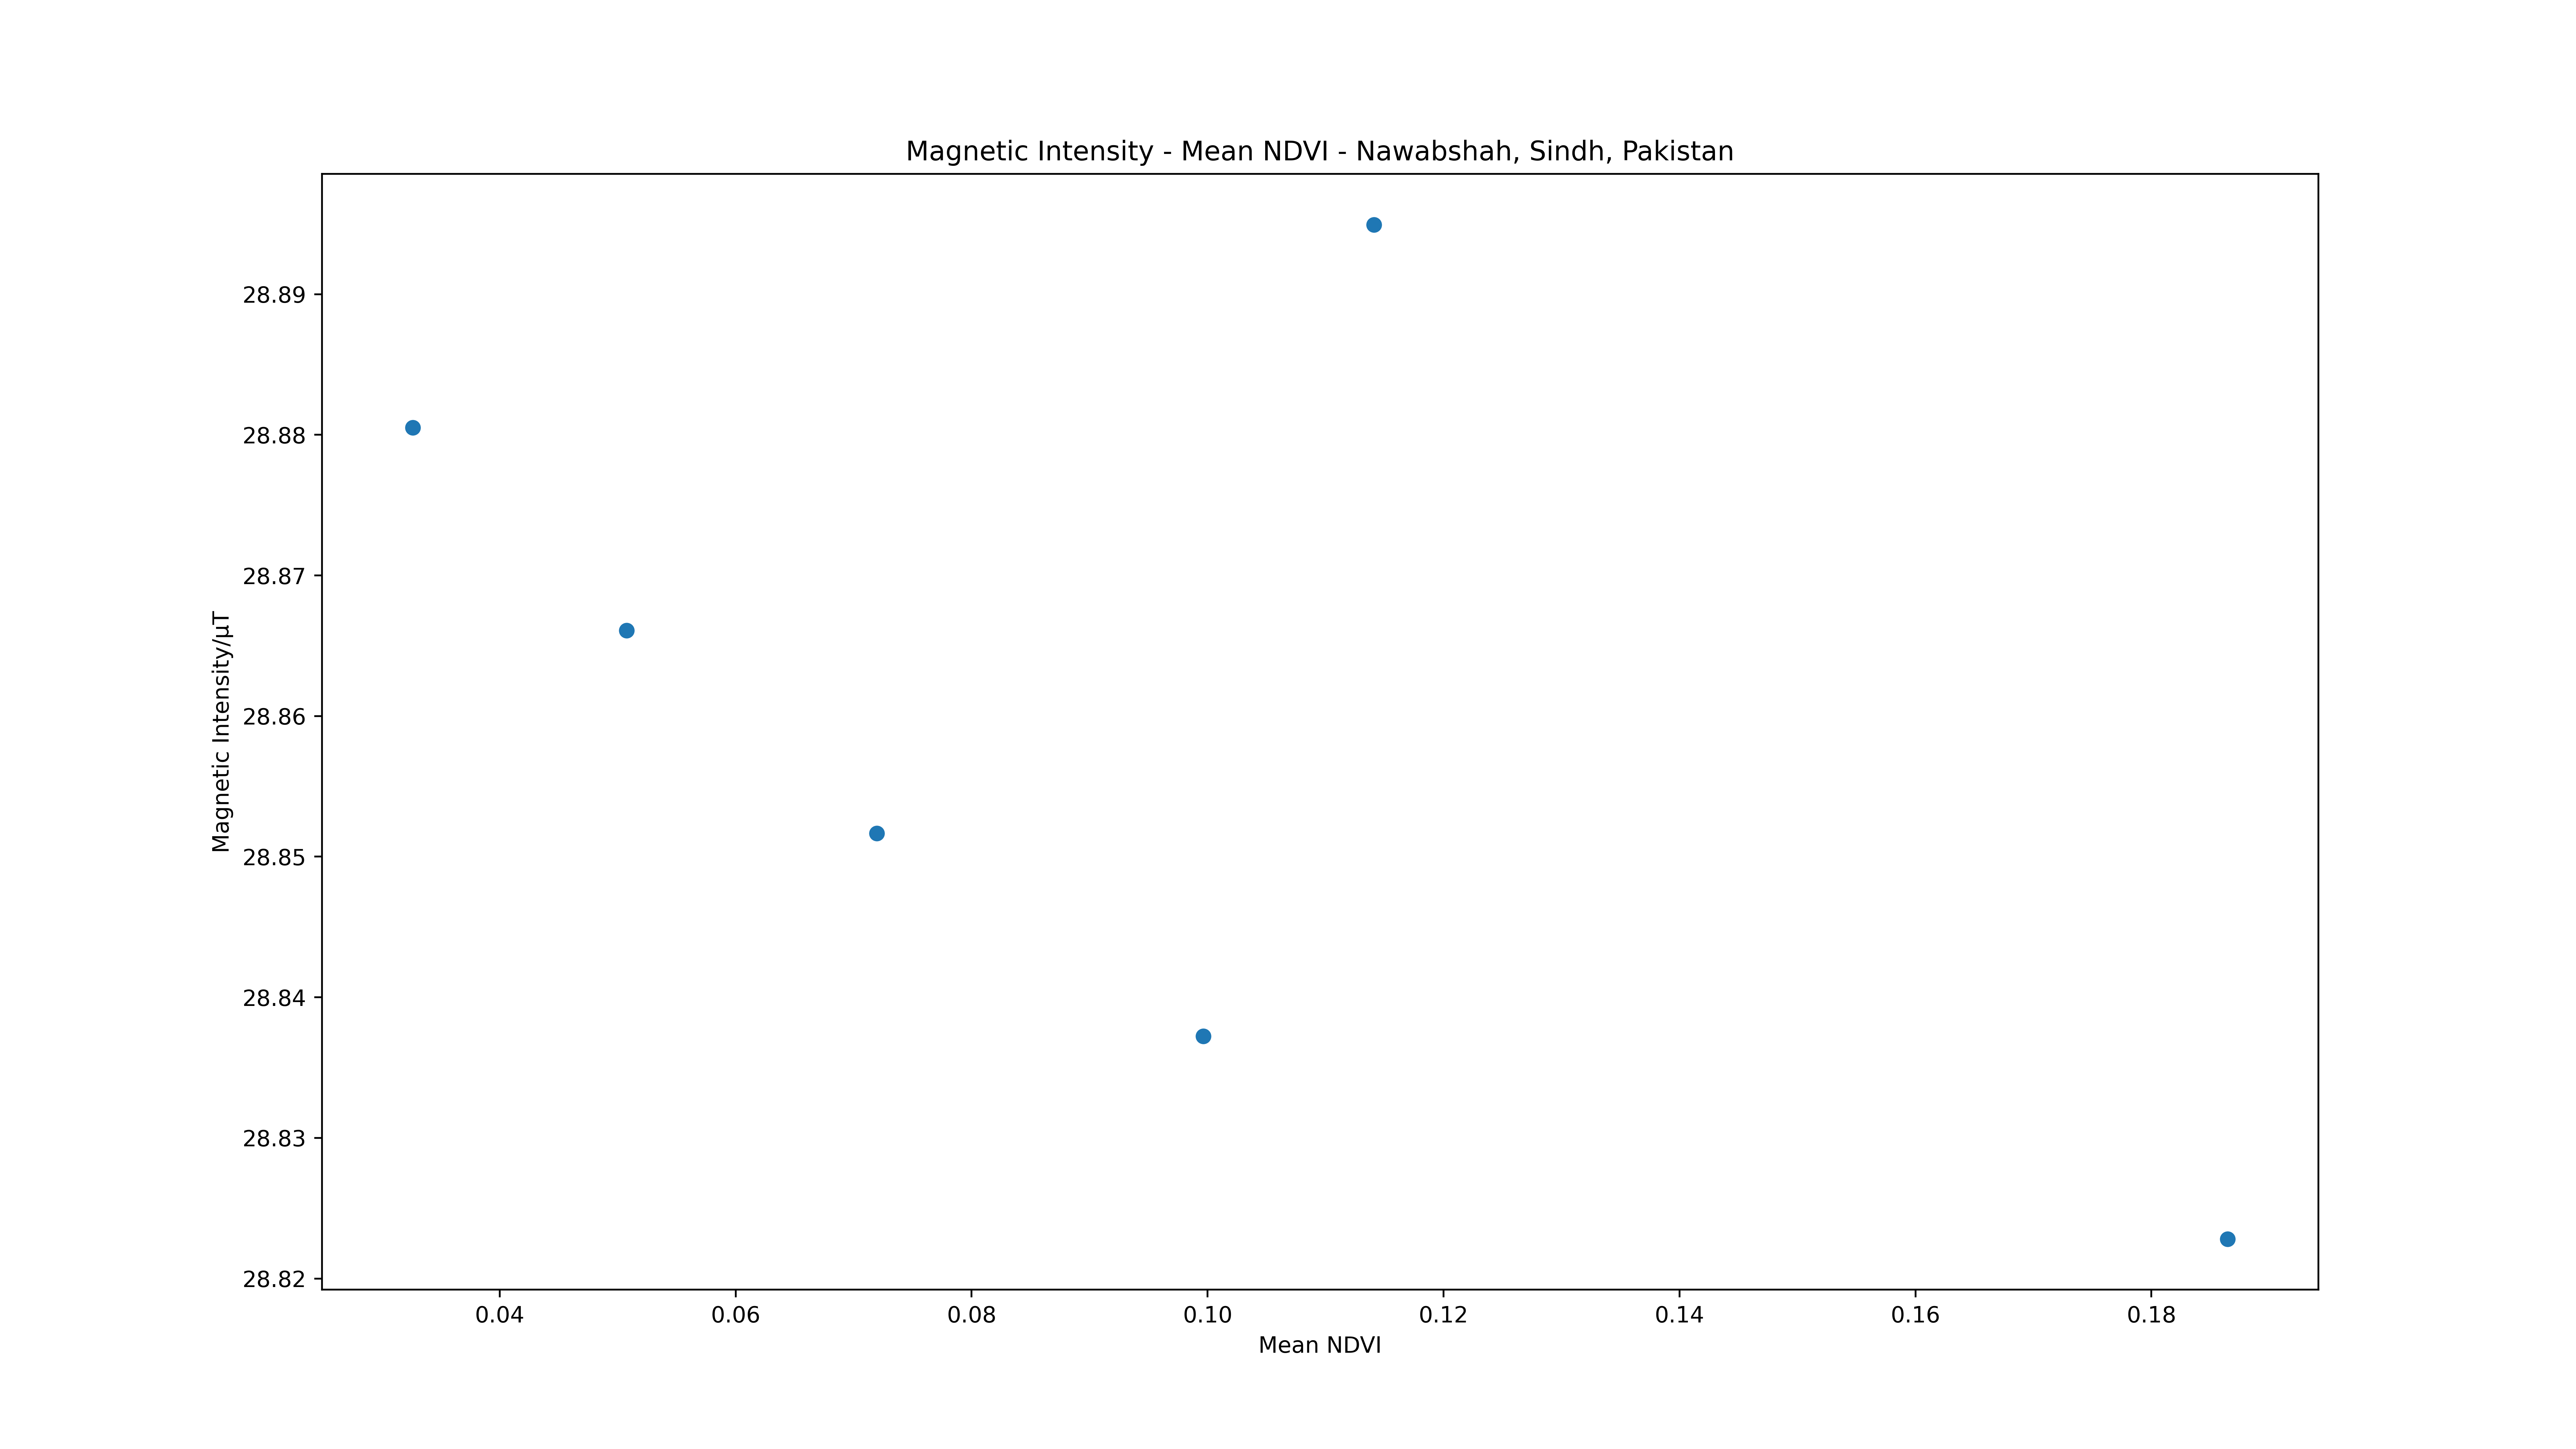 Magnetic Intensity - Mean NDVI - Nawabshah, Sindh, Pakistan
Magnetic Intensity/μT
28.89
28.88
28.87
28.86
28.85
28.84
28.83
28.82
0.04 0.06 0.08 0.10 0.12 0.14 0.16 0.18
Mean NDVI